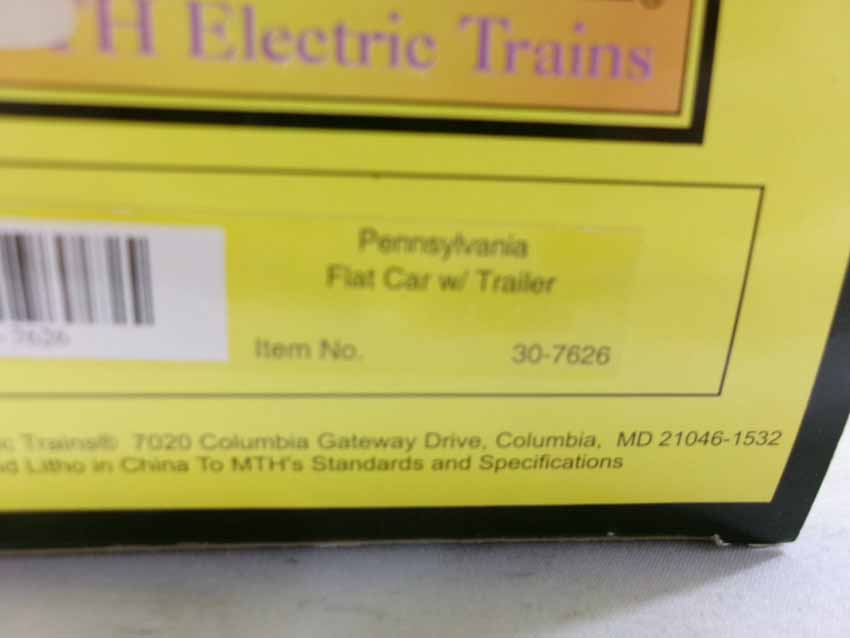 TH Electric Trains
Pennsylvania
Flat Car w/ Trailer
7626
Item No. 30-7626
Trains® 7020 Columbia Gateway Drive, Columbia, MD 21046-1532
Litho in China To MTH's Standards and Specifications